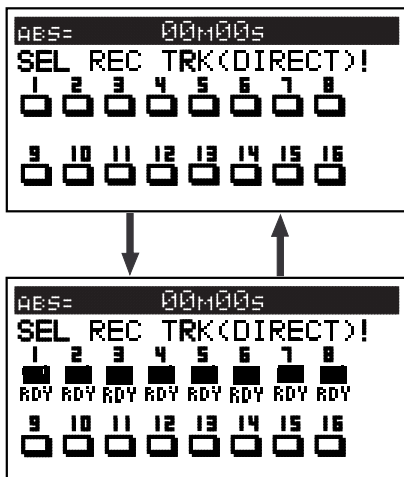 ABS= 00M00S
SEL REC TRK(DIRECT)!
1 2 3 4 5 6 7 8
9 10 11 12 13 14 15 16
ABS= 00M00S
SEL REC TRK(DIRECT)!
1 2 3 4 5 6 7 8
RDY RDY RDY RDY RDY RDY RDY RDY
9 10 11 12 13 14 15 16